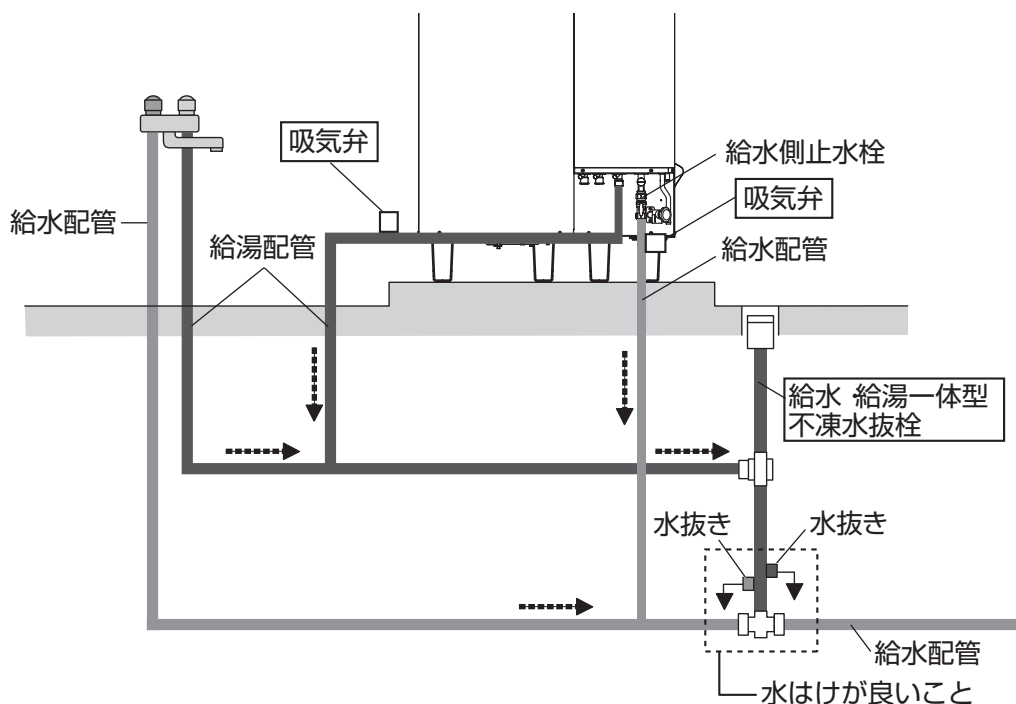 吸気弁
給水側止水栓
吸気弁
給水配管
給湯配管
給水配管
給水 給湯一体型
不凍水抜栓
水抜き
水抜き
給水配管
水はけが良いこと